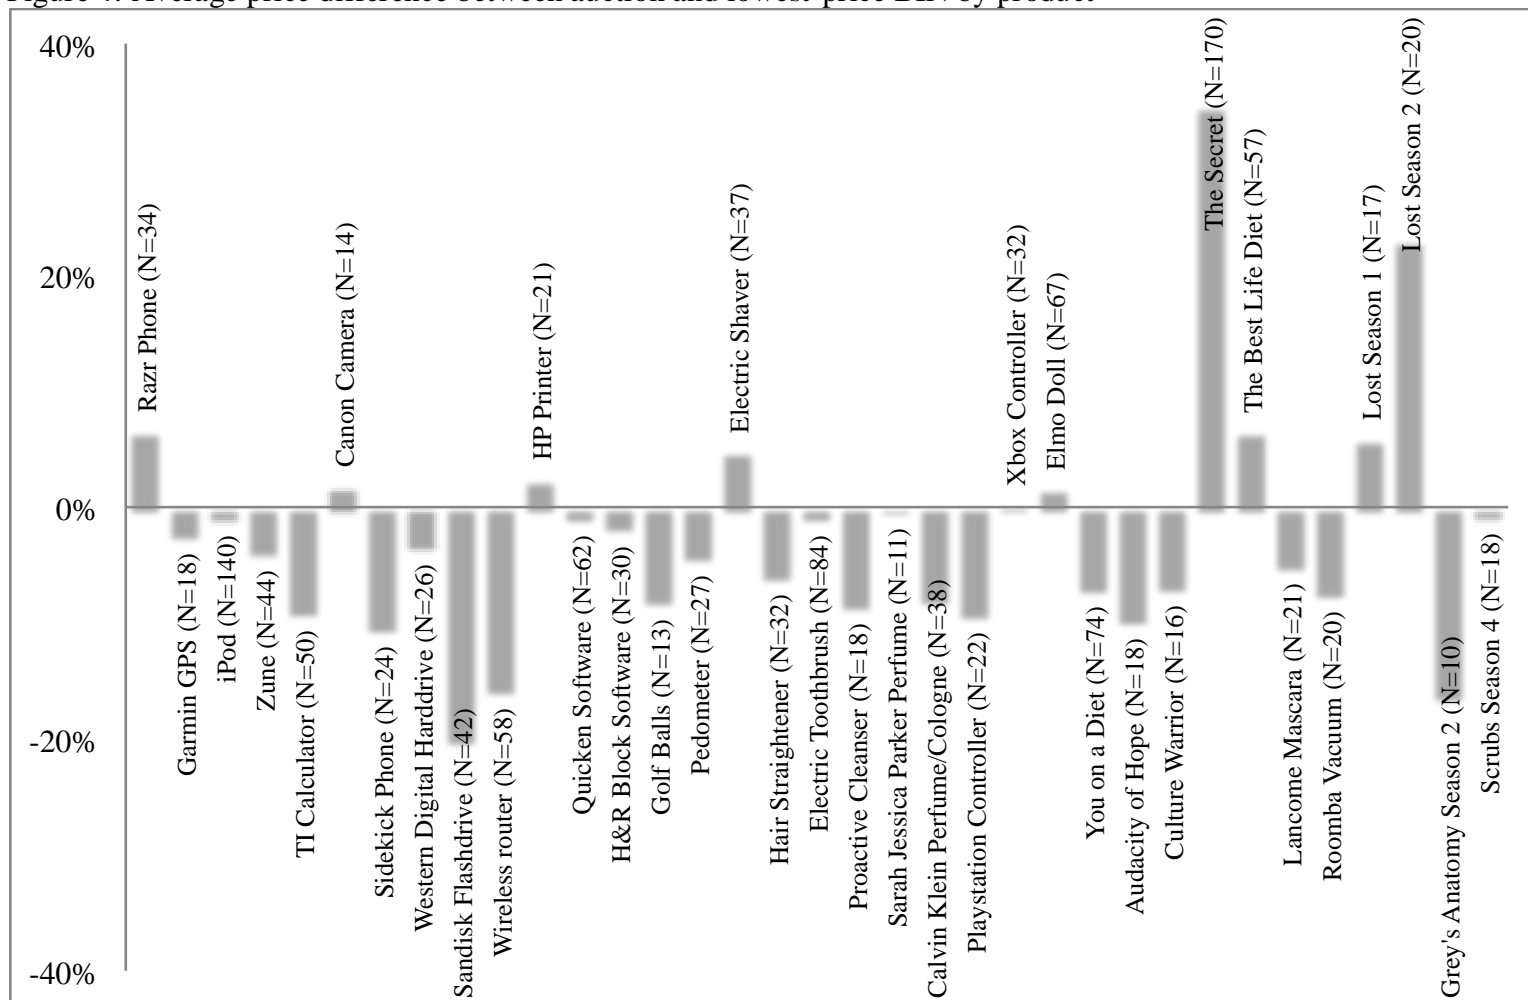 Figure 4: Average price difference between auction and lowest-price BIN by product
40%
20%
0%
-20%
-40%
Razr Phone (N=34)
Garmin GPS (N=18)
iPod (N=140)
Zune (N=44)
TI Calculator (N=50)
Canon Camera (N=14)
Sidekick Phone (N=24)
Western Digital Harddrive (N=26)
Sandisk Flashdrive (N=42)
Wireless router (N=58)
HP Printer (N=21)
Quicken Software (N=62)
H&R Block Software (N=30)
Golf Balls (N=13)
Pedometer (N=27)
Electric Shaver (N=37)
Hair Straightener (N=32)
Electric Toothbrush (N=84)
Proactive Cleanser (N=18)
Sarah Jessica Parker Perfume (N=11)
Calvin Klein Perfume/Cologne (N=38)
Playstation Controller (N=22)
Xbox Controller (N=32)
Elmo Doll (N=67)
You on a Diet (N=74)
Audacity of Hope (N=18)
Culture Warrior (N=16)
The Secret (N=170)
The Best Life Diet (N=57)
Lancome Mascara (N=21)
Roomba Vacuum (N=20)
Lost Season 1 (N=17)
Lost Season 2 (N=20)
Grey's Anatomy Season 2 (N=10)
Scrubs Season 4 (N=18)